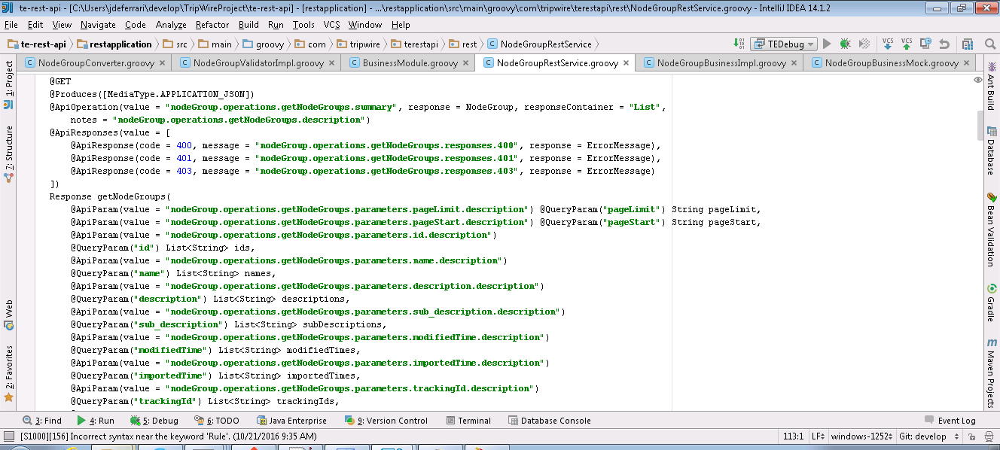 te-rest-api - [C:\Users\jdeferrari\develop\TripWireProject\te-rest-api] - [restapplication] - ...\restapplication\src\main\groovy\com\tripwire\terestapi\rest\NodeGroupRestService.groovy - IntelliJ IDEA 14.1.2
File Edit View Navigate Code Analyze Refactor Build Run Tools VCS Window Help
te-rest-api restapplication src main groovy com tripwire terestapi rest NodeGroupRestService TEDebug VCS VCS
NodeGroupConverter.groovy NodeGroupValidatorImpl.groovy BusinessModule.groovy NodeGroupRestService.groovy NodeGroupBusinessImpl.groovy NodeGroupBusinessMock.groovy
1: Project
7: Structure
Web
2: Favorites
@GET
@Produces([MediaType.APPLICATION_JSON])
@ApiOperation(value = "nodeGroup.operations.getNodeGroups.summary", response = NodeGroup, responseContainer = "List",
notes = "nodeGroup.operations.getNodeGroups.description")
@ApiResponses(value = [
@ApiResponse(code = 400, message = "nodeGroup.operations.getNodeGroups.responses.400", response = ErrorMessage),
@ApiResponse(code = 401, message = "nodeGroup.operations.getNodeGroups.responses.401", response = ErrorMessage),
@ApiResponse(code = 403, message = "nodeGroup.operations.getNodeGroups.responses.403", response = ErrorMessage)
])
Response getNodeGroups(
@ApiParam(value = "nodeGroup.operations.getNodeGroups.parameters.pageLimit.description") @QueryParam("pageLimit") String pageLimit,
@ApiParam(value = "nodeGroup.operations.getNodeGroups.parameters.pageStart.description") @QueryParam("pageStart") String pageStart,
@ApiParam(value = "nodeGroup.operations.getNodeGroups.parameters.id.description")
@QueryParam("id") List<String> ids,
@ApiParam(value = "nodeGroup.operations.getNodeGroups.parameters.name.description")
@QueryParam("name") List<String> names,
@ApiParam(value = "nodeGroup.operations.getNodeGroups.parameters.description.description")
@QueryParam("description") List<String> descriptions,
@ApiParam(value = "nodeGroup.operations.getNodeGroups.parameters.sub_description.description")
@QueryParam("sub_description") List<String> subDescriptions,
@ApiParam(value = "nodeGroup.operations.getNodeGroups.parameters.modifiedTime.description")
@QueryParam("modifiedTime") List<String> modifiedTimes,
@ApiParam(value = "nodeGroup.operations.getNodeGroups.parameters.importedTime.description")
@QueryParam("importedTime") List<String> importedTimes,
@ApiParam(value = "nodeGroup.operations.getNodeGroups.parameters.trackingId.description")
@QueryParam("trackingId") List<String> trackingIds,
Ant Build
Database
Bean Validation
Gradle
Maven Projects
3: Find 4: Run 5: Debug 6: TODO Java Enterprise 9: Version Control Terminal Database Console Event Log
[S1000][156] Incorrect syntax near the keyword 'Rule'. (10/21/2016 9:35 AM) 113:1 LF windows-1252 Git: develop